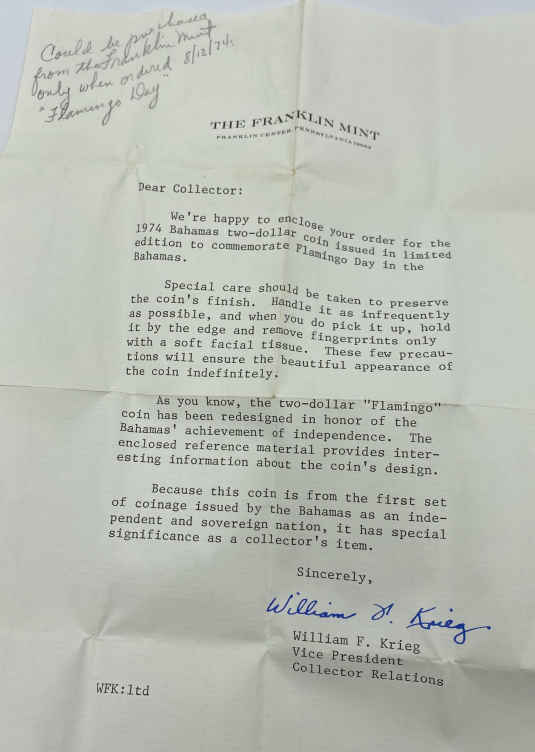 Could be purchased
from the Franklin Mint
only when ordered 8/12/74.
"Flamingo Day"
THE FRANKLIN MINT
FRANKLIN CENTER, PENNSYLVANIA 19063
Dear Collector:
We're happy to enclose your order for the
1974 Bahamas two-dollar coin issued in limited
edition to commemorate Flamingo Day in the
Bahamas.
Special care should be taken to preserve
the coin's finish. Handle it as infrequently
as possible, and when you do pick it up, hold
it by the edge and remove fingerprints only
with a soft facial tissue. These few precau-
tions will ensure the beautiful appearance of
the coin indefinitely.
As you know, the two-dollar "Flamingo"
coin has been redesigned in honor of the
Bahamas' achievement of independence. The
enclosed reference material provides inter-
esting information about the coin's design.
Because this coin is from the first set
of coinage issued by the Bahamas as an inde-
pendent and sovereign nation, it has special
significance as a collector's item.
Sincerely,
William F. Krieg
William F. Krieg
Vice President
Collector Relations
WFK:ltd